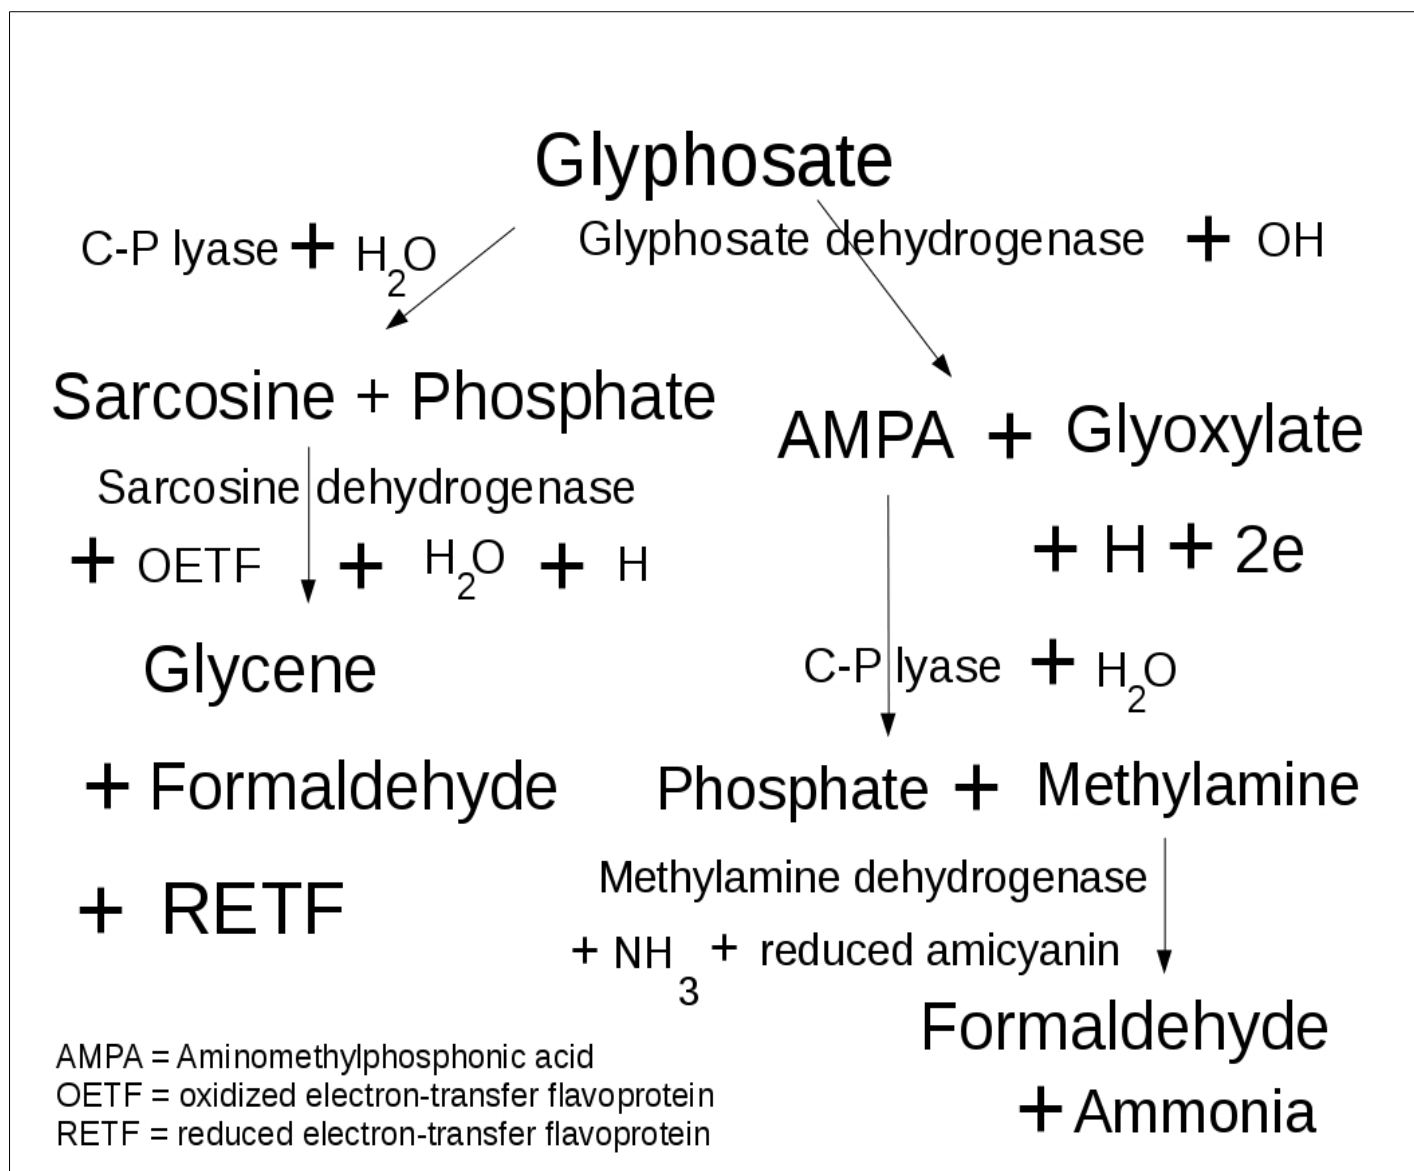 Glyphosate
C-P lyase + H2O
Glyphosate dehydrogenase + OH
Sarcosine + Phosphate
AMPA + Glyoxylate
+ H + 2e
Sarcosine dehydrogenase
+ OETF + H2O + H
Glycene
+ Formaldehyde
+ RETF
C-P lyase + H2O
Phosphate + Methylamine
Methylamine dehydrogenase
+ NH3 + reduced amicyanin
Formaldehyde
+ Ammonia
AMPA = Aminomethylphosphonic acid
OETF = oxidized electron-transfer flavoprotein
RETF = reduced electron-transfer flavoprotein